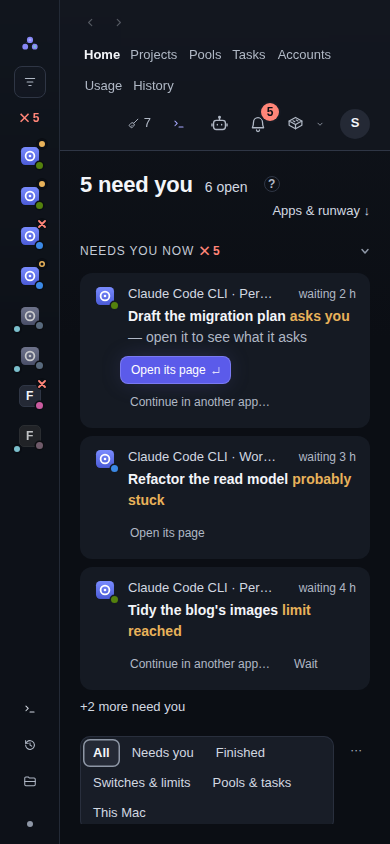 Home Projects Pools Tasks Accounts
Usage History
7
5
S
5
5 need you 6 open ?
Apps & runway ↓
NEEDS YOU NOW 5
Claude Code CLI · Per… waiting 2 h
Draft the migration plan asks you
— open it to see what it asks
Open its page ↵
Continue in another app…
Claude Code CLI · Wor… waiting 3 h
Refactor the read model probably
stuck
Open its page
F
F
Claude Code CLI · Per… waiting 4 h
Tidy the blog's images limit
reached
Continue in another app… Wait
+2 more need you
All Needs you Finished …
Switches & limits Pools & tasks
This Mac